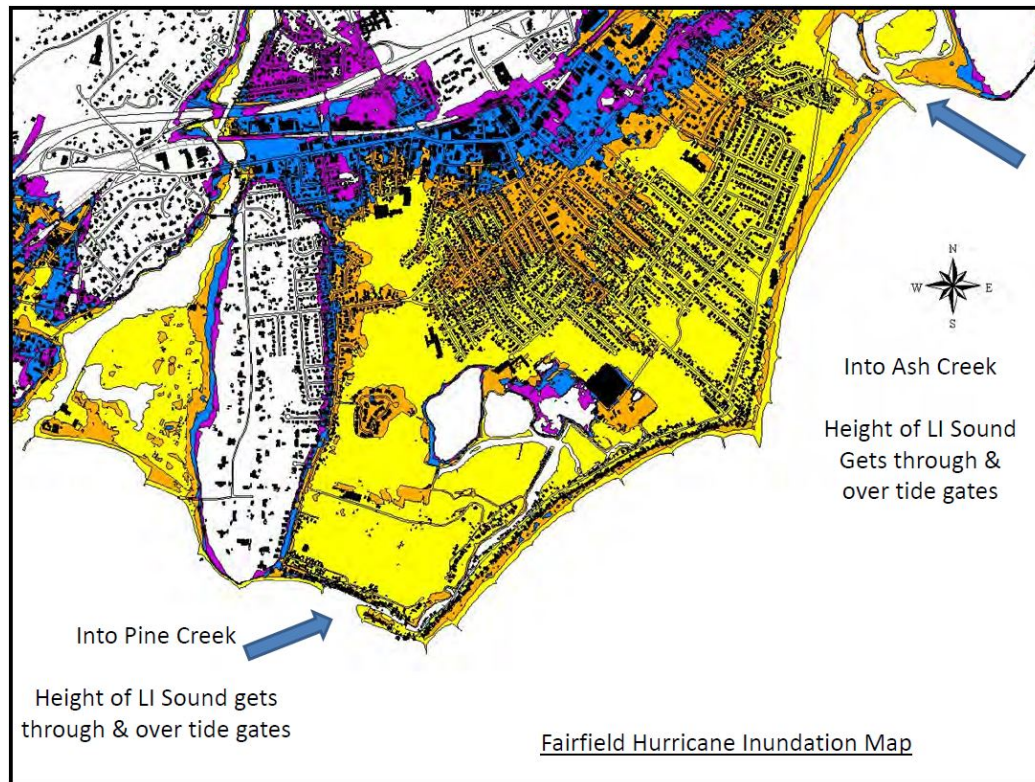 N
W E
S
Into Ash Creek
Height of LI Sound
Gets through &
over tide gates
Into Pine Creek
Height of LI Sound gets
through & over tide gates
Fairfield Hurricane Inundation Map